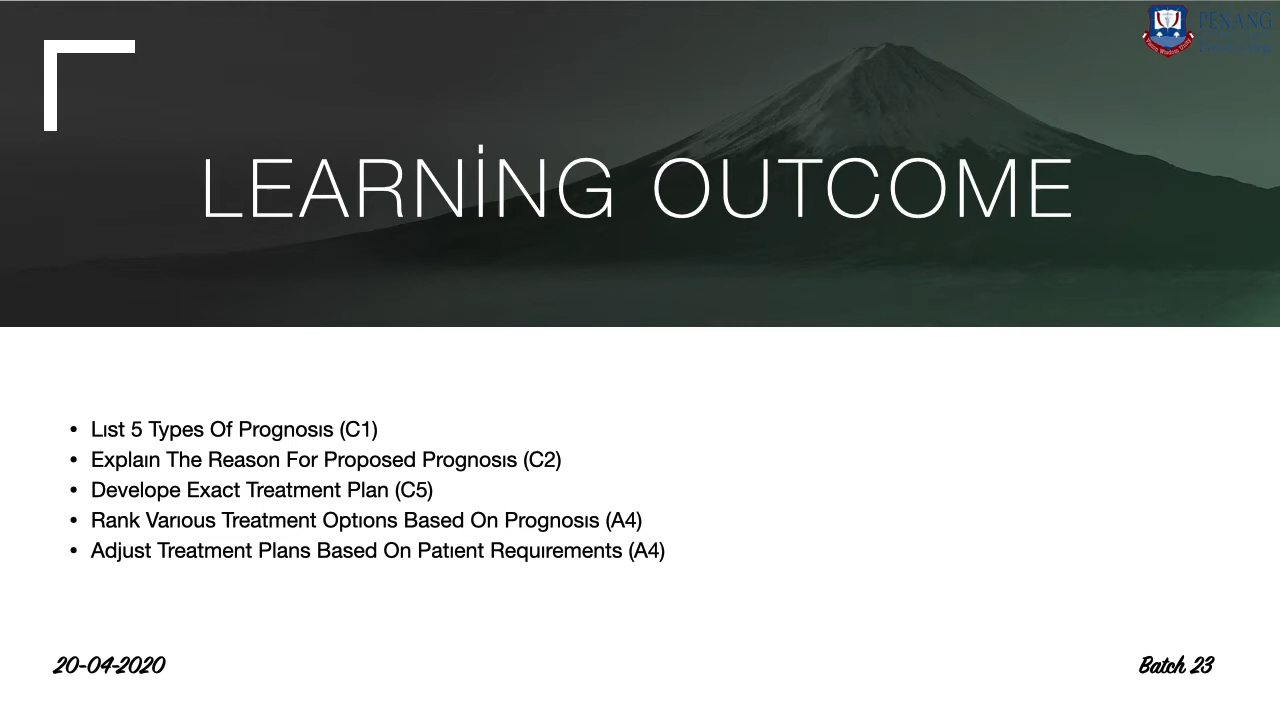 PENANG
LEARNİNG OUTCOME
• Lıst 5 Types Of Prognosıs (C1)
• Explaın The Reason For Proposed Prognosıs (C2)
• Develope Exact Treatment Plan (C5)
• Rank Varıous Treatment Optıons Based On Prognosıs (A4)
• Adjust Treatment Plans Based On Patıent Requırements (A4)
20-04-2020
Batch 23